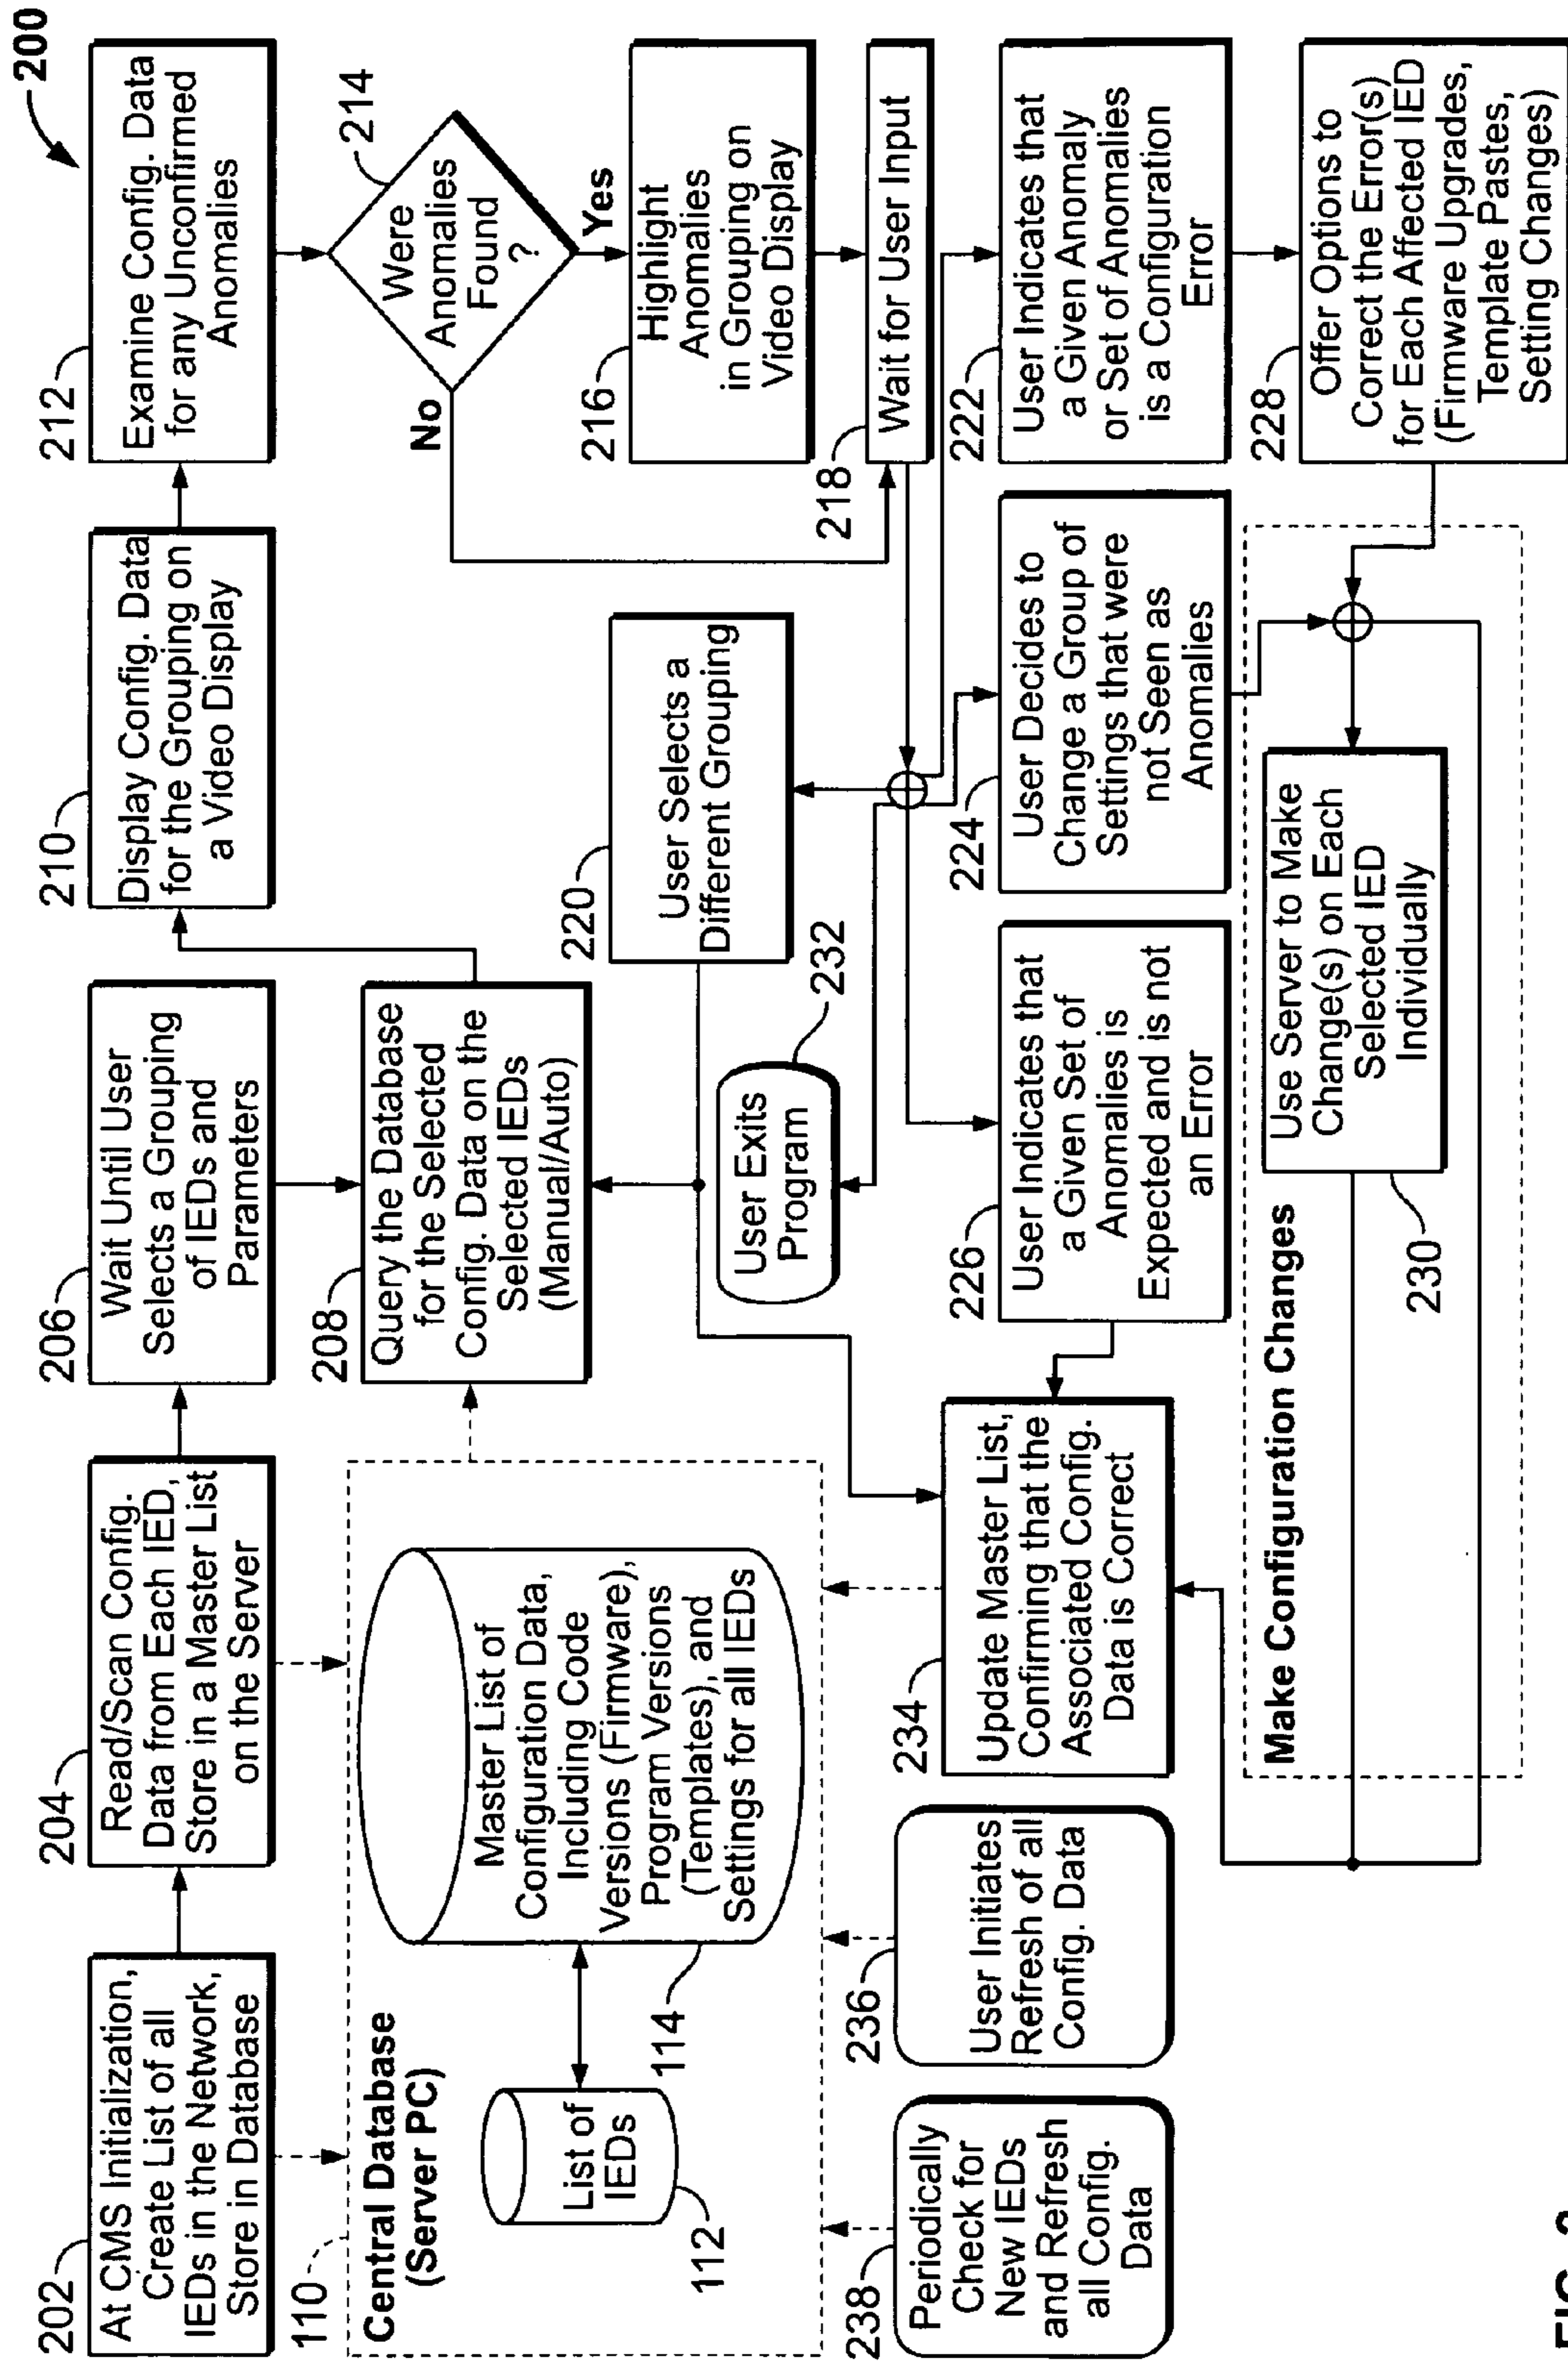 200
202
At CMS Initialization,
Create List of all
IEDs in the Network,
Store in Database
204
Read/Scan Config.
Data from Each IED,
Store in a Master List
on the Server
206
Wait Until User
Selects a Grouping
of IEDs and
Parameters
210
Display Config. Data
for the Grouping on
a Video Display
212
Examine Config. Data
for any Unconfirmed
Anomalies
110
Central Database
(Server PC)
List of
IEDs
112
Master List of
Configuration Data,
Including Code
Versions (Firmware),
Program Versions
(Templates), and
Settings for all IEDs
114
208
Query the Database
for the Selected
Config. Data on the
Selected IEDs
(Manual/Auto)
214
Were
Anomalies
Found
?
No
Yes
216
Highlight
Anomalies
in Grouping on
Video Display
218
Wait for User Input
220
User Selects a
Different Grouping
232
User Exits
Program
238
Periodically
Check for
New IEDs
and Refresh
all Config.
Data
236
User Initiates
Refresh of all
Config. Data
234
Update Master List,
Confirming that the
Associated Config.
Data is Correct
226
User Indicates that
a Given Set of
Anomalies is
Expected and is not
an Error
224
User Decides to
Change a Group of
Settings that were
not Seen as
Anomalies
222
User Indicates that
a Given Anomaly
or Set of Anomalies
is a Configuration
Error
228
Offer Options to
Correct the Error(s)
for Each Affected IED
(Firmware Upgrades,
Template Pastes,
Setting Changes)
Make Configuration Changes
Use Server to Make
Change(s) on Each
Selected IED
Individually
230
FIG.